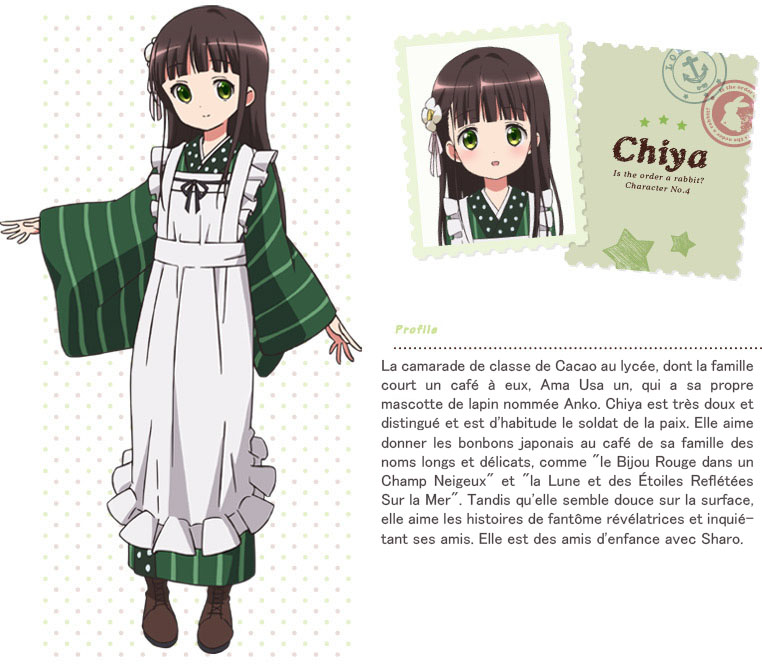 Chiya
Is the order a rabbit?
Character No.4
Profile
La camarade de classe de Cacao au lycée, dont la famille
court un café à eux, Ama Usa un, qui a sa propre
mascotte de lapin nommée Anko. Chiya est très doux et
distingué et est d'habitude le soldat de la paix. Elle aime
donner les bonbons japonais au café de sa famille des
noms longs et délicats, comme "le Bijou Rouge dans un
Champ Neigeux" et "la Lune et des Étoiles Reflétées
Sur la Mer". Tandis qu'elle semble douce sur la surface,
elle aime les histoires de fantôme révélatrices et inquié-
tant ses amis. Elle est des amis d'enfance avec Sharo.